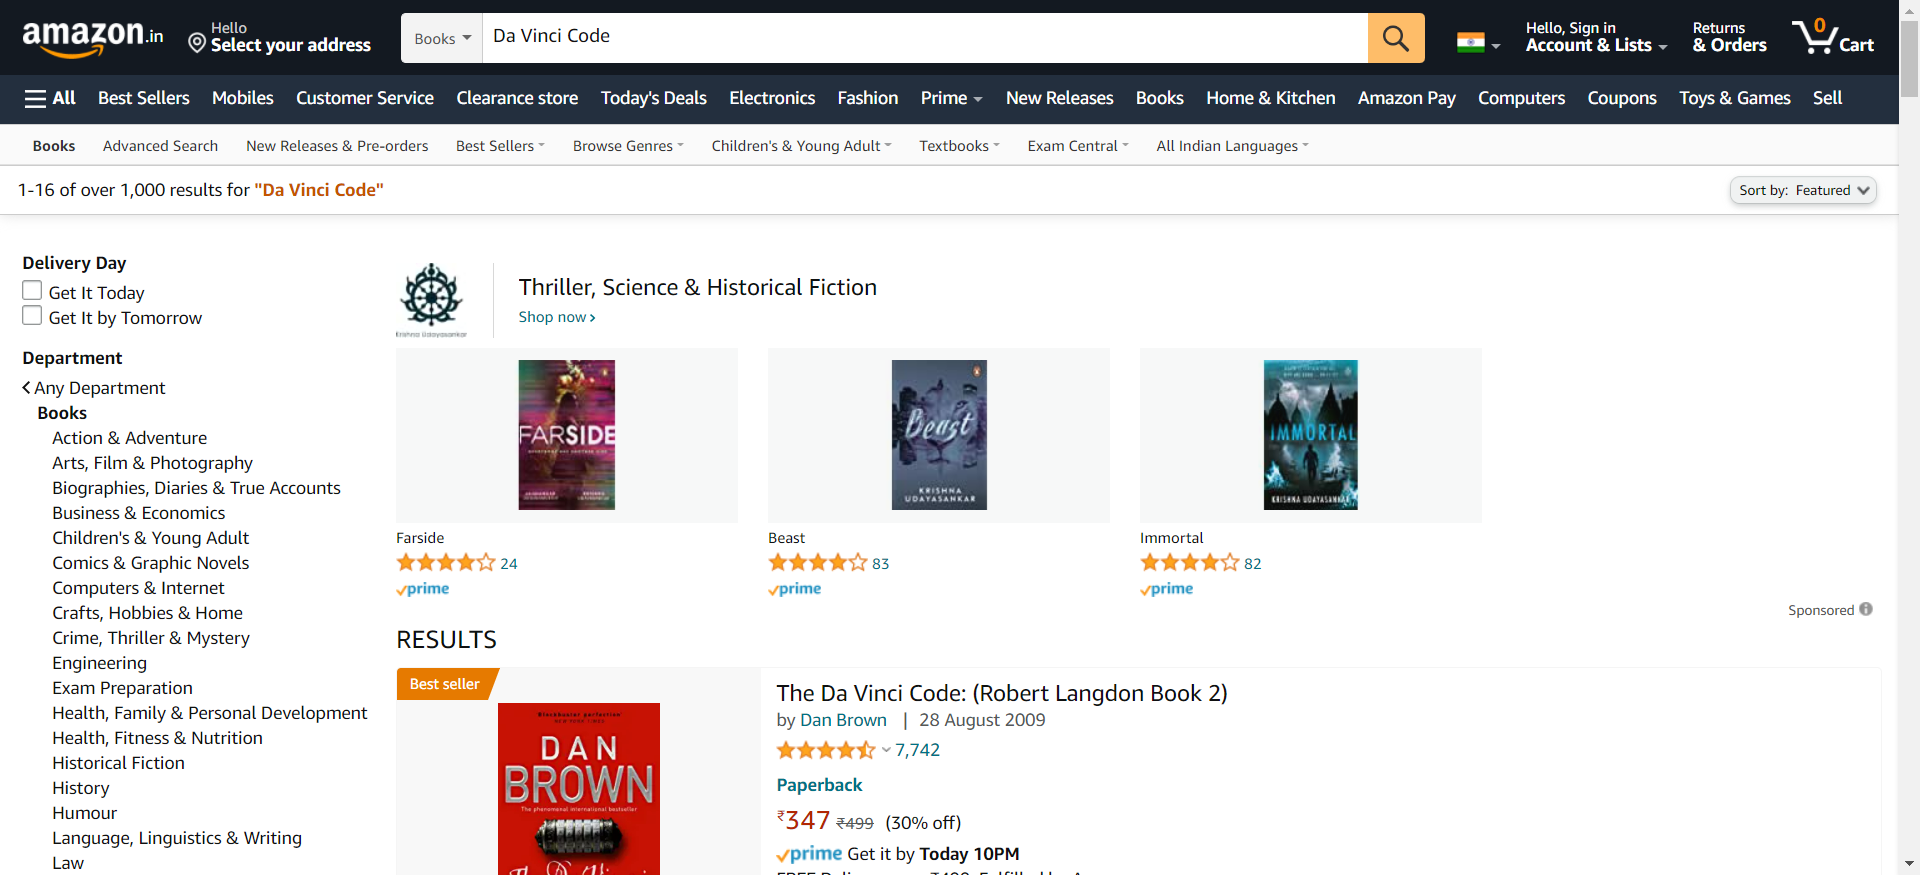 amazon.in
Hello
Select your address
Books
Da Vinci Code
Hello, Sign in
Account & Lists
Returns
& Orders
0
Cart
All
Best Sellers
Mobiles
Customer Service
Clearance store
Today's Deals
Electronics
Fashion
Prime
New Releases
Books
Home & Kitchen
Amazon Pay
Computers
Coupons
Toys & Games
Sell
Books
Advanced Search
New Releases & Pre-orders
Best Sellers
Browse Genres
Children's & Young Adult
Textbooks
Exam Central
All Indian Languages
1-16 of over 1,000 results for "Da Vinci Code"
Sort by: Featured
Delivery Day
Get It Today
Get It by Tomorrow
Department
Any Department
Books
Action & Adventure
Arts, Film & Photography
Biographies, Diaries & True Accounts
Business & Economics
Children's & Young Adult
Comics & Graphic Novels
Computers & Internet
Crafts, Hobbies & Home
Crime, Thriller & Mystery
Engineering
Exam Preparation
Health, Family & Personal Development
Health, Fitness & Nutrition
Historical Fiction
History
Humour
Language, Linguistics & Writing
Law
Krishna Udayasankar
Thriller, Science & Historical Fiction
Shop now
FARSIDE
Beast
KRISHNA
UDAYASANKAR
IMMORTAL
KRISHNA UDAYASANKAR
Farside
24
prime
Beast
83
prime
Immortal
82
prime
Sponsored
RESULTS
Best seller
'Blockbuster perfection'
NEW YORK TIMES
DAN
BROWN
The phenomenal international bestseller
The Da Vinci
The Da Vinci Code: (Robert Langdon Book 2)
by Dan Brown | 28 August 2009
7,742
Paperback
₹347 ₹499 (30% off)
prime Get it by Today 10PM